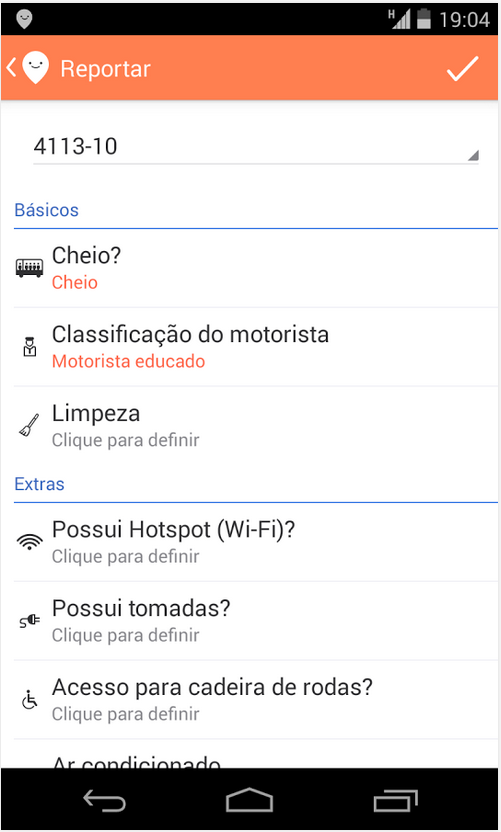 H 19:04
Reportar
4113-10
Básicos
Cheio?
Cheio
Classificação do motorista
Motorista educado
Limpeza
Clique para definir
Extras
Possui Hotspot (Wi-Fi)?
Clique para definir
Possui tomadas?
Clique para definir
Acesso para cadeira de rodas?
Clique para definir
Ar condicionado